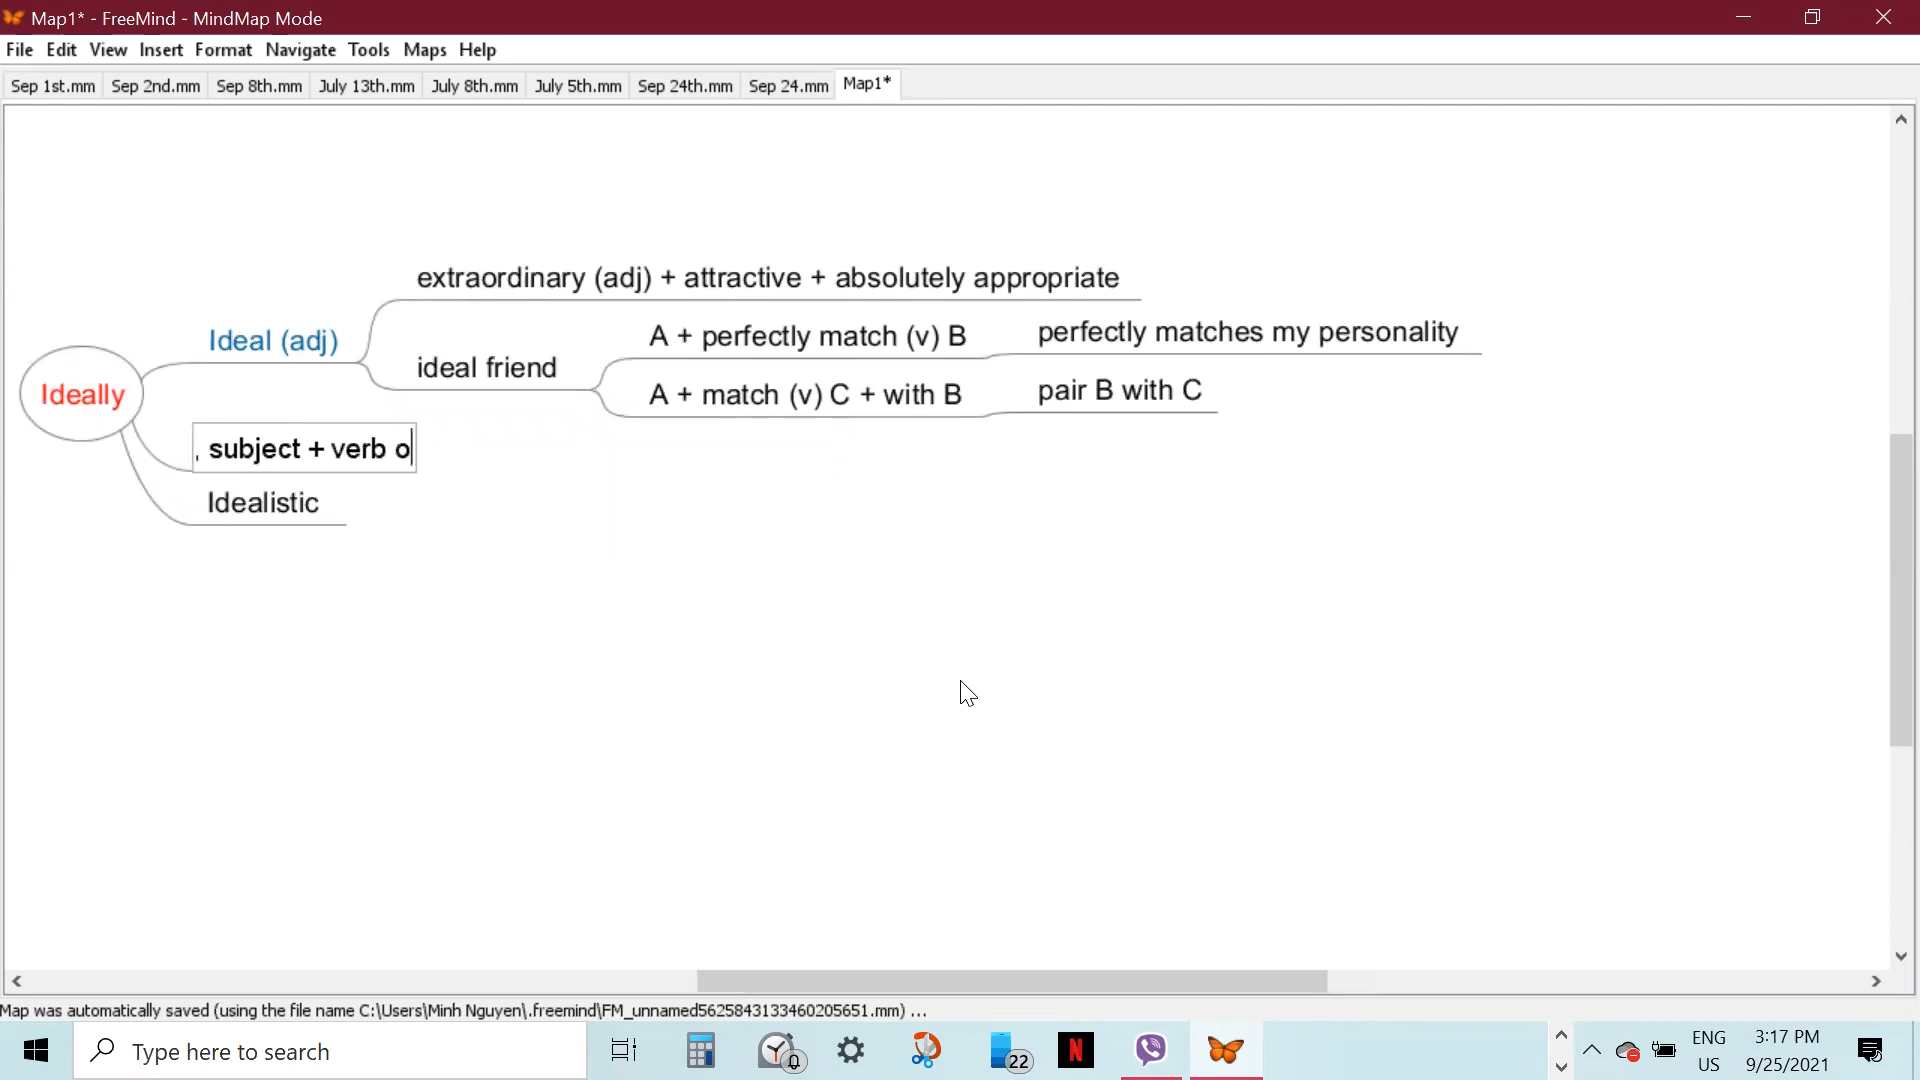 Map1* - FreeMind - MindMap Mode
File Edit View Insert Format Navigate Tools Maps Help
Sep 1st.mm Sep 2nd.mm Sep 8th.mm July 13th.mm July 8th.mm July 5th.mm Sep 24th.mm Sep 24.mm Map1*
extraordinary (adj) + attractive + absolutely appropriate
Ideal (adj)
A + perfectly match (v) B
perfectly matches my personality
ideal friend
A + match (v) C + with B
pair B with C
Ideally
, subject + verb o
Idealistic
Map was automatically saved (using the file name C:\Users\Minh Nguyen\.freemind\FM_unnamed5625843133460205651.mm) ...
Type here to search
22
N
ENG
US
3:17 PM
9/25/2021